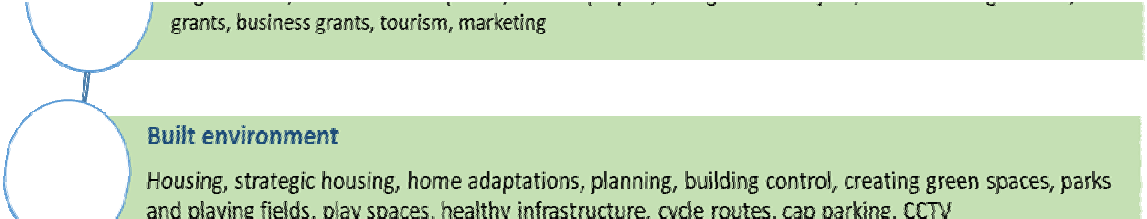 grants, business grants, tourism, marketing
Built environment
Housing, strategic housing, home adaptations, planning, building control, creating green spaces, parks
and playing fields, play spaces, healthy infrastructure, cycle routes, cap parking, CCTV